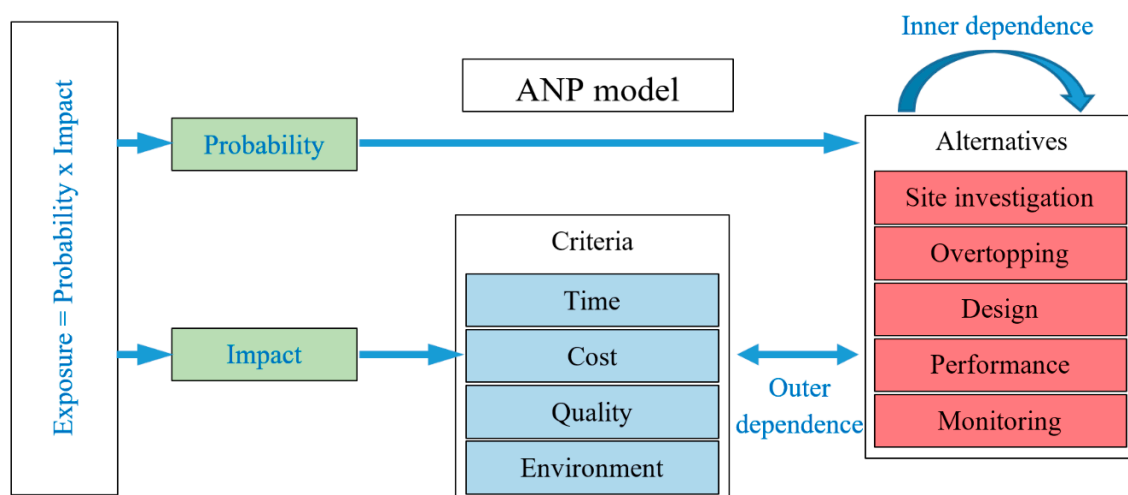 Inner dependence
ANP model
Exposure = Probability x Impact
Probability
Alternatives
Site investigation
Overtopping
Design
Performance
Monitoring
Criteria
Time
Cost
Quality
Environment
Impact
Outer
dependence